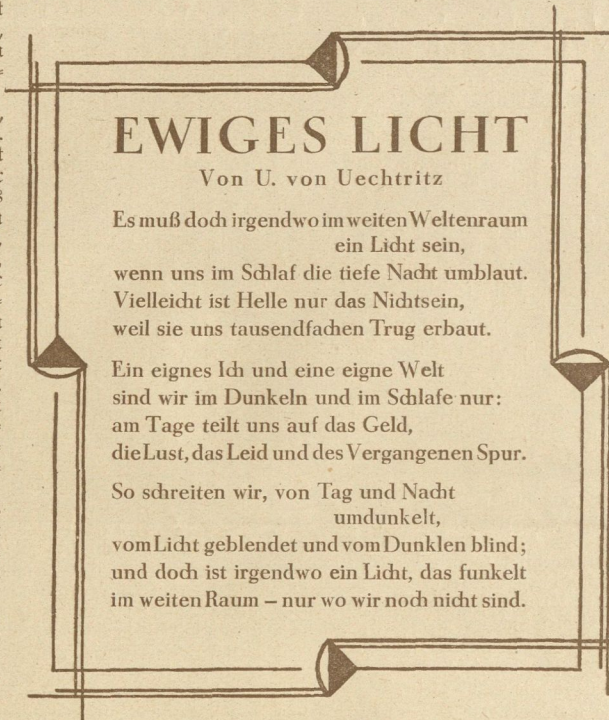 EWIGES LICHT
Von U. von Uechtritz
Es muß doch irgendwo im weiten Weltenraum
ein Licht sein,
wenn uns im Schlaf die tiefe Nacht umblaut.
Vielleicht ist Helle nur das Nichtsein,
weil sie uns tausendfachen Trug erbaut.
Ein eignes Ich und eine eigne Welt
sind wir im Dunkeln und im Schlafe nur:
am Tage teilt uns auf das Geld,
die Lust, das Leid und des Vergangenen Spur.
So schreiten wir, von Tag und Nacht
umdunkelt,
vom Licht geblendet und vom Dunklen blind;
und doch ist irgendwo ein Licht, das funkelt
im weiten Raum – nur wo wir noch nicht sind.